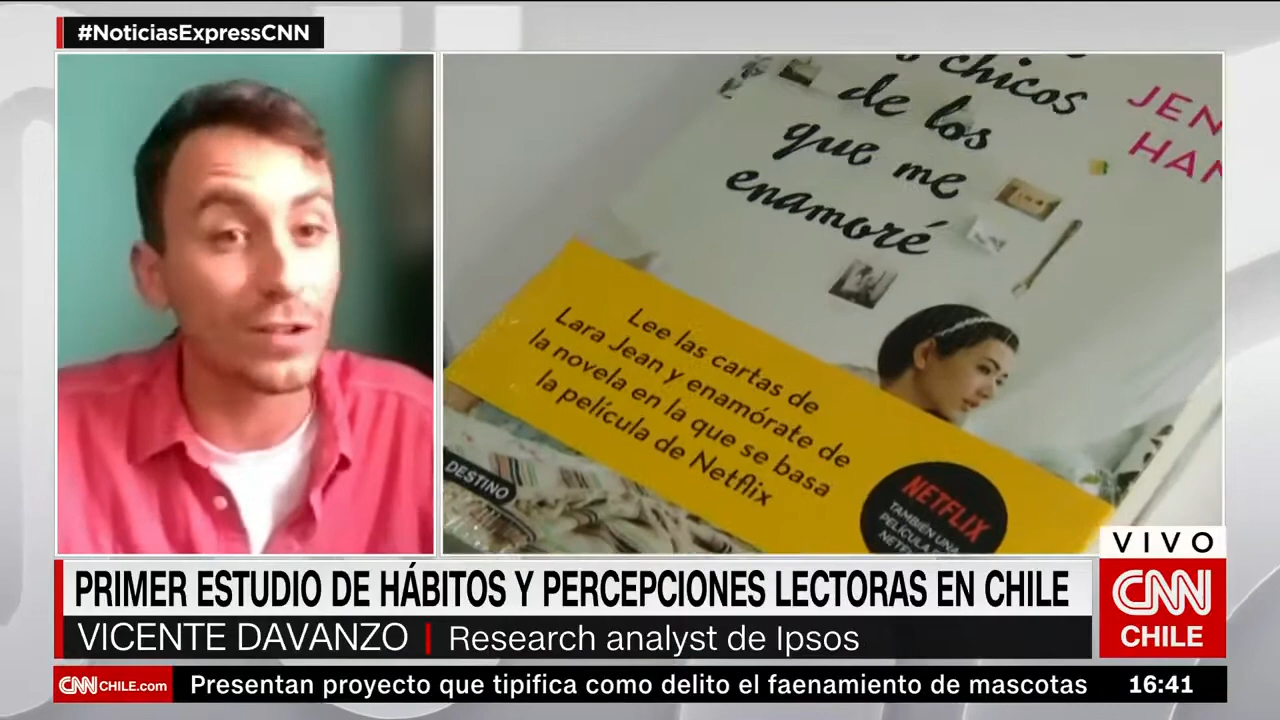 #NoticiasExpressCNN
chicos
de los
que me
enamoré
Lee las cartas de
Lara Jean y enamórate de
la novela en la que se basa
la película de Netflix
DESTINO
NETFLIX
TAMBIÉN UNA
PELÍCULA
VIVO
CNN
CHILE
PRIMER ESTUDIO DE HÁBITOS Y PERCEPCIONES LECTORAS EN CHILE
VICENTE DAVANZO | Research analyst de Ipsos
CNNCHILE.com
Presentan proyecto que tipifica como delito el faenamiento de mascotas
16:41